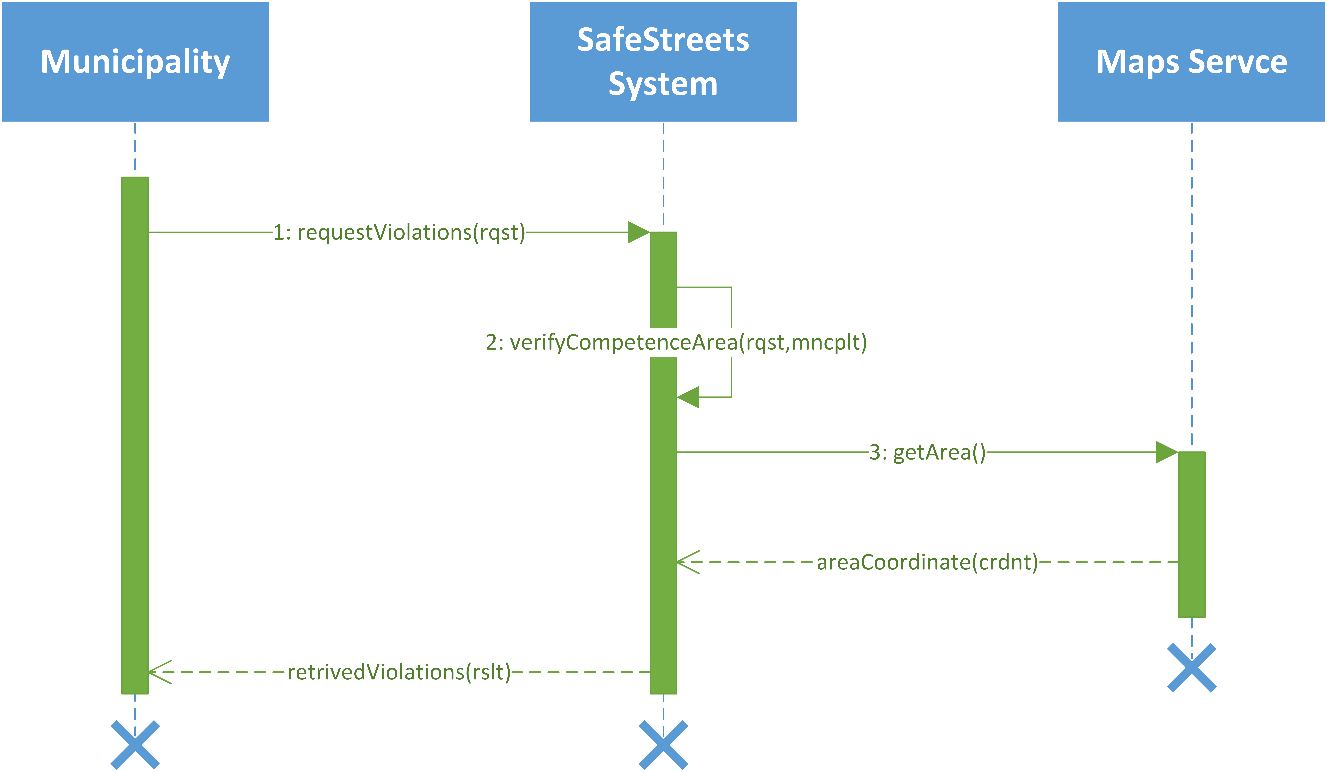 Municipality
SafeStreets
System
Maps Servce
1: requestViolations(rqst)
2: verifyCompetenceArea(rqst,mncplt)
3: getArea()
areaCoordinate(crdnt)
retrivedViolations(rslt)